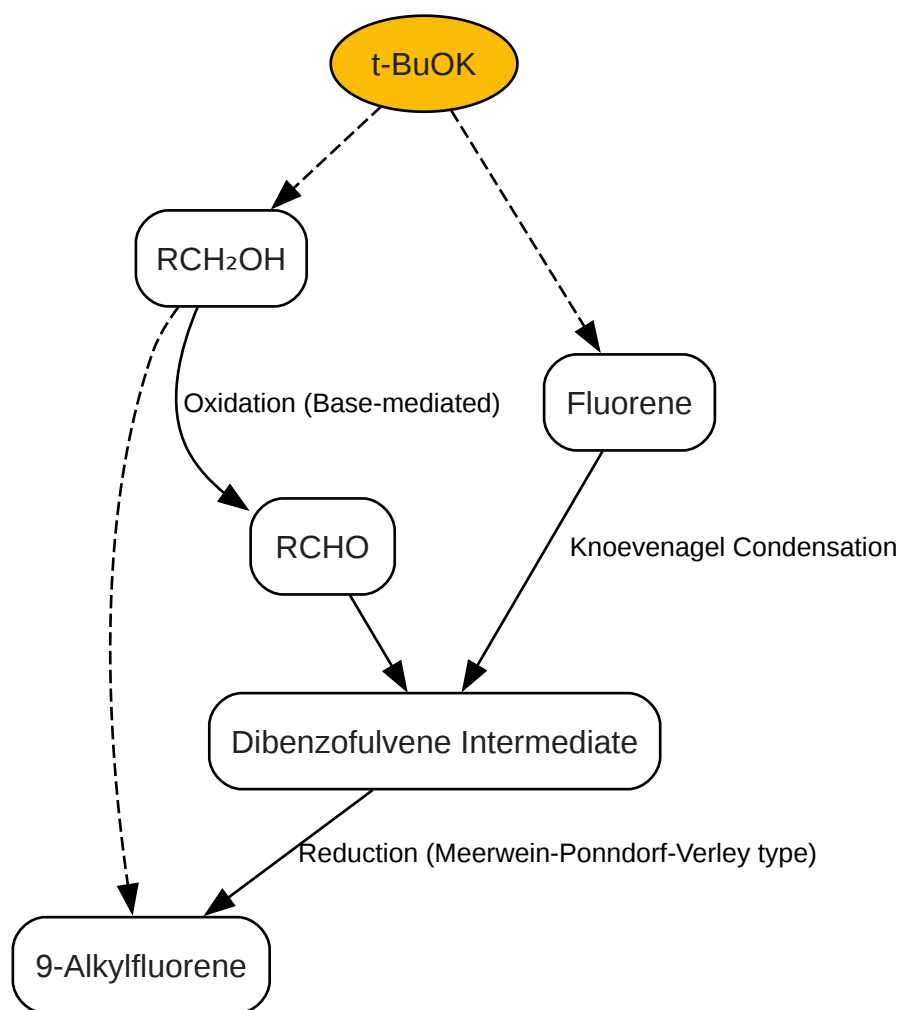 t-BuOK
RCH₂OH
Oxidation (Base-mediated)
Fluorene
RCHO
Knoevenagel Condensation
Dibenzofulvene Intermediate
Reduction (Meerwein-Ponndorf-Verley type)
9-Alkylfluorene